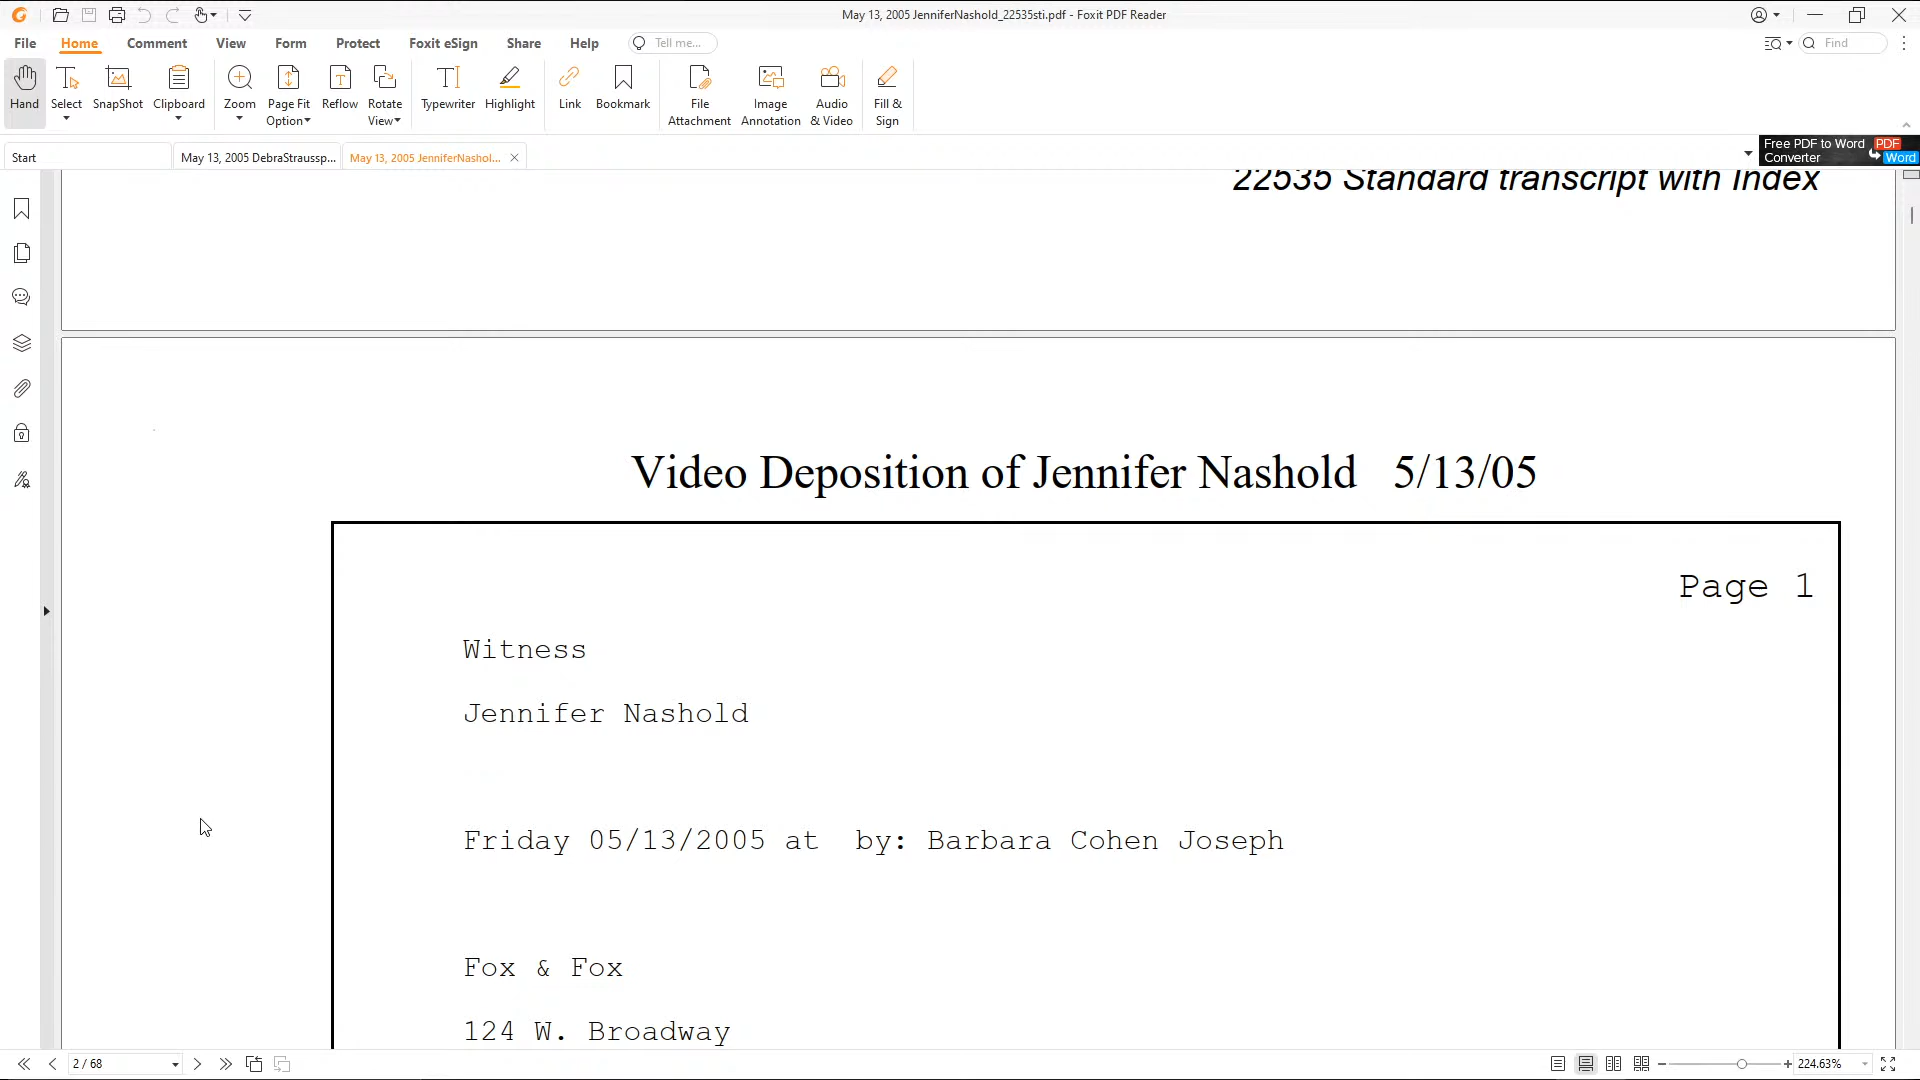 May 13, 2005 JenniferNashold_22535sti.pdf - Foxit PDF Reader
File Home Comment View Form Protect Foxit eSign Share Help Tell me... Find
Hand Select SnapShot Clipboard Zoom Page Fit Option Reflow Rotate View Typewriter Highlight Link Bookmark File Attachment Image Annotation Audio & Video Fill & Sign
Start May 13, 2005 DebraStraussp... May 13, 2005 JenniferNashol...
Free PDF to Word Converter PDF Word
22535 Standard transcript with Index
Video Deposition of Jennifer Nashold 5/13/05
Page 1
Witness
Jennifer Nashold
Friday 05/13/2005 at by: Barbara Cohen Joseph
Fox & Fox
124 W. Broadway
2 / 68 224.63%